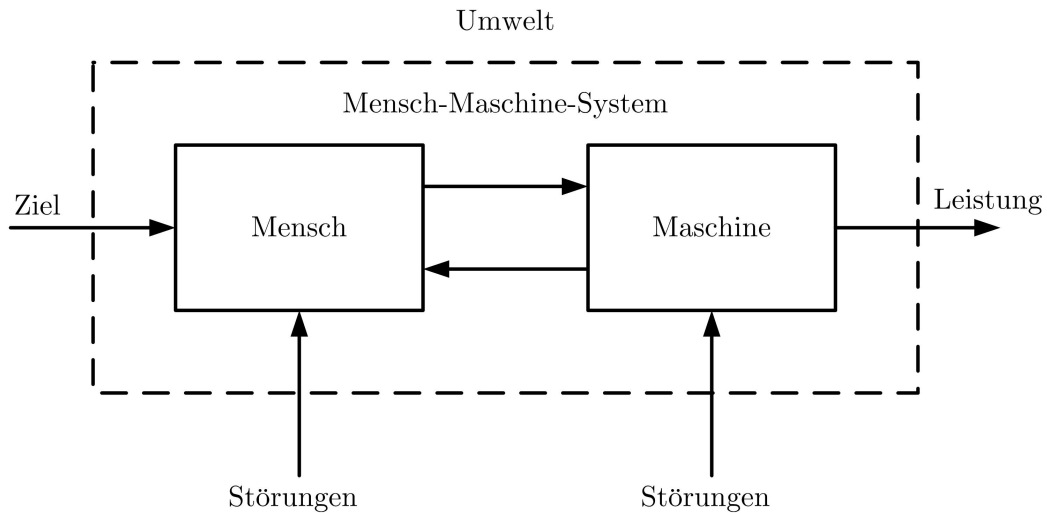 Umwelt
Mensch-Maschine-System
Ziel
Mensch
Maschine
Leistung
Störungen
Störungen